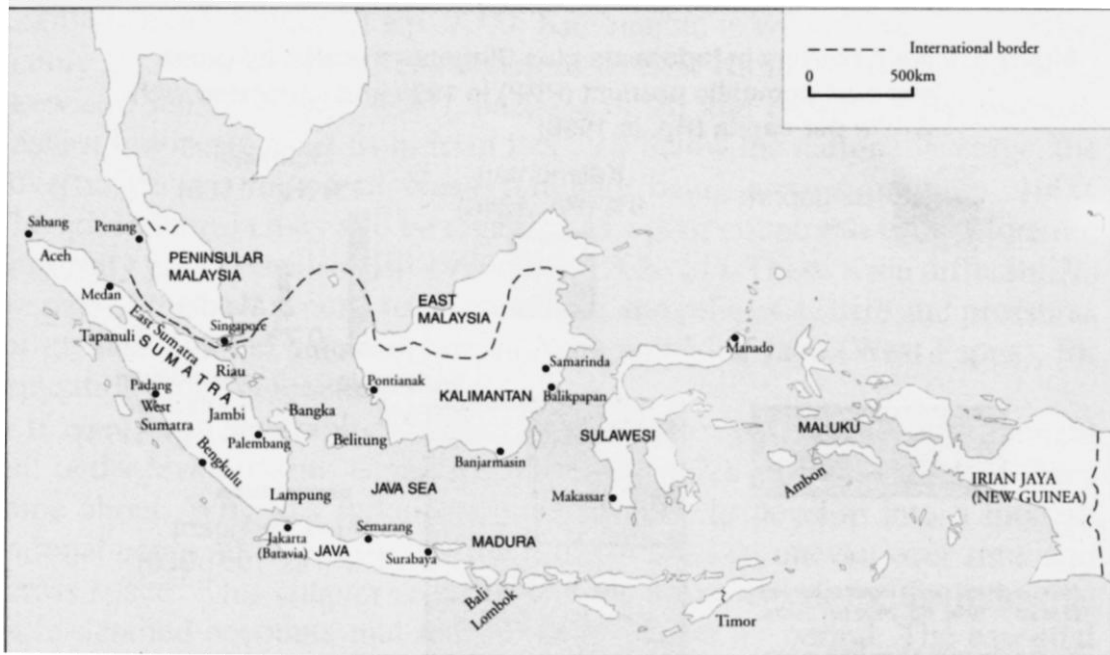 International border
0 500km
Sabang
Penang
Aceh
PENINSULAR
MALAYSIA
Medan
EAST
MALAYSIA
East Sumatra
Singapore
Tapanuli
SUMATRA
Riau
Manado
Samarinda
Padang
Pontianak
KALIMANTAN
Balikpapan
West
Sumatra
Jambi
Bangka
MALUKU
Palembang
Belitung
SULAWESI
Banjarmasin
Bengkulu
Ambon
IRIAN JAYA
(NEW GUINEA)
JAVA SEA
Lampung
Makassar
Jakarta
(Batavia)
JAVA
Semarang
MADURA
Surabaya
Bali
Lombok
Timor